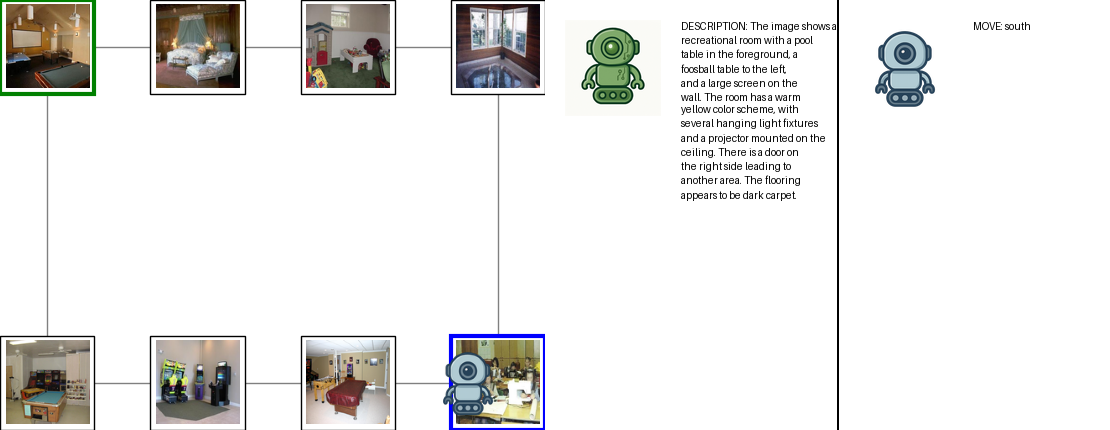 DESCRIPTION: The image shows a
recreational room with a pool
table in the foreground, a
foosball table to the left,
and a large screen on the
wall. The room has a warm
yellow color scheme, with
several hanging light fixtures
and a projector mounted on the
ceiling. There is a door on
the right side leading to
another area. The flooring
appears to be dark carpet.
MOVE: south